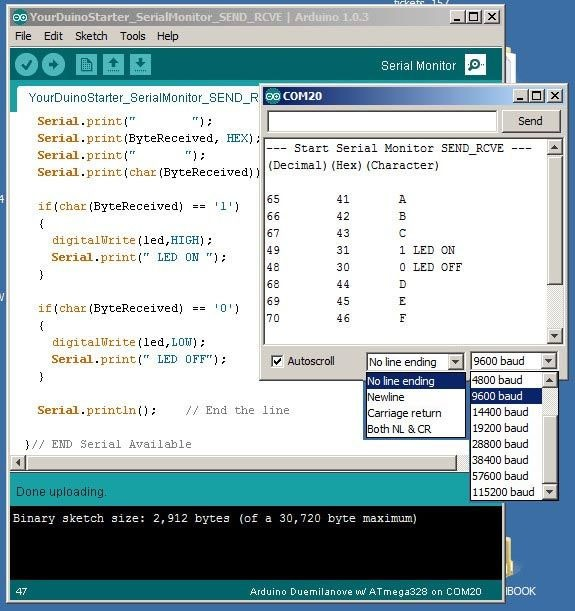 tickets_157
YourDuinoStarter_SerialMonitor_SEND_RCVE | Arduino 1.0.3
File Edit Sketch Tools Help
Serial Monitor
YourDuinoStarter_SerialMonitor_SEND_R
Serial.print("        ");
Serial.print(ByteReceived, HEX);
Serial.print("       ");
Serial.print(char(ByteReceived))
if(char(ByteReceived) == '1')
{
digitalWrite(led,HIGH);
Serial.print(" LED ON ");
}
if(char(ByteReceived) == '0')
{
digitalWrite(led,LOW);
Serial.print(" LED OFF");
}
Serial.println();    // End the line
}// END Serial Available
Done uploading.
Binary sketch size: 2,912 bytes (of a 30,720 byte maximum)
47 Arduino Duemilanove w/ ATmega328 on COM20
COM20
Send
--- Start Serial Monitor SEND_RCVE ---
(Decimal)(Hex)(Character)
65 41 A
66 42 B
67 43 C
49 31 1 LED ON
48 30 0 LED OFF
68 44 D
69 45 E
70 46 F
Autoscroll No line ending 9600 baud
No line ending
Newline
Carriage return
Both NL & CR
4800 baud
9600 baud
14400 baud
19200 baud
28800 baud
38400 baud
57600 baud
115200 baud
IBOOK